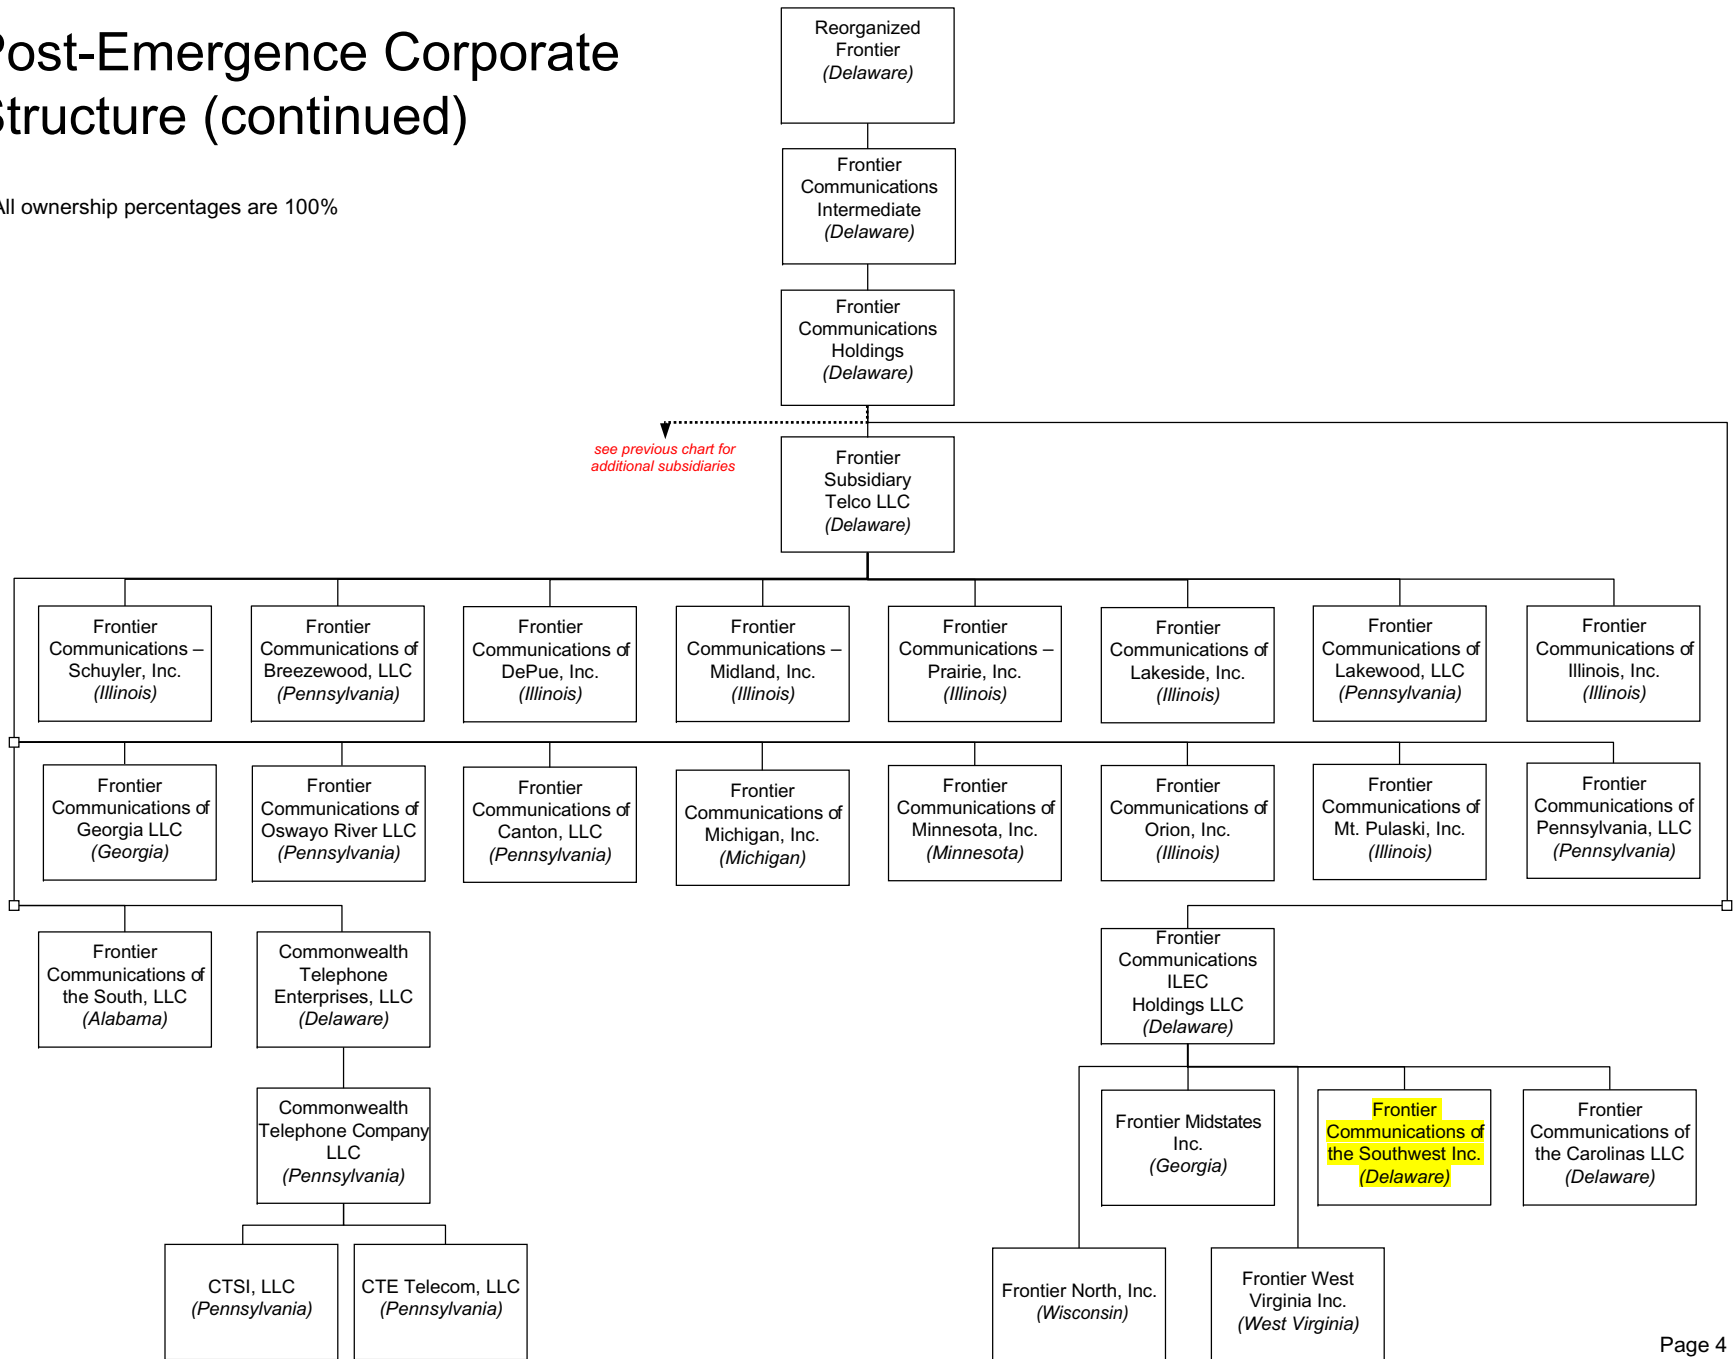 Post-Emergence Corporate
Structure (continued)
All ownership percentages are 100%
Reorganized
Frontier
(Delaware)
Frontier
Communications
Intermediate
(Delaware)
Frontier
Communications
Holdings
(Delaware)
see previous chart for
additional subsidiaries
Frontier
Subsidiary
Telco LLC
(Delaware)
Frontier
Communications –
Schuyler, Inc.
(Illinois)
Frontier
Communications of
Breezewood, LLC
(Pennsylvania)
Frontier
Communications of
DePue, Inc.
(Illinois)
Frontier
Communications –
Midland, Inc.
(Illinois)
Frontier
Communications –
Prairie, Inc.
(Illinois)
Frontier
Communications of
Lakeside, Inc.
(Illinois)
Frontier
Communications of
Lakewood, LLC
(Pennsylvania)
Frontier
Communications of
Illinois, Inc.
(Illinois)
Frontier
Communications of
Georgia LLC
(Georgia)
Frontier
Communications of
Oswayo River LLC
(Pennsylvania)
Frontier
Communications of
Canton, LLC
(Pennsylvania)
Frontier
Communications of
Michigan, Inc.
(Michigan)
Frontier
Communications of
Minnesota, Inc.
(Minnesota)
Frontier
Communications of
Orion, Inc.
(Illinois)
Frontier
Communications of
Mt. Pulaski, Inc.
(Illinois)
Frontier
Communications of
Pennsylvania, LLC
(Pennsylvania)
Frontier
Communications of
the South, LLC
(Alabama)
Commonwealth
Telephone
Enterprises, LLC
(Delaware)
Frontier
Communications
ILEC
Holdings LLC
(Delaware)
Commonwealth
Telephone Company
LLC
(Pennsylvania)
Frontier Midstates
Inc.
(Georgia)
Frontier
Communications of
the Southwest Inc.
(Delaware)
Frontier
Communications of
the Carolinas LLC
(Delaware)
CTSI, LLC
(Pennsylvania)
CTE Telecom, LLC
(Pennsylvania)
Frontier North, Inc.
(Wisconsin)
Frontier West
Virginia Inc.
(West Virginia)
Page 4